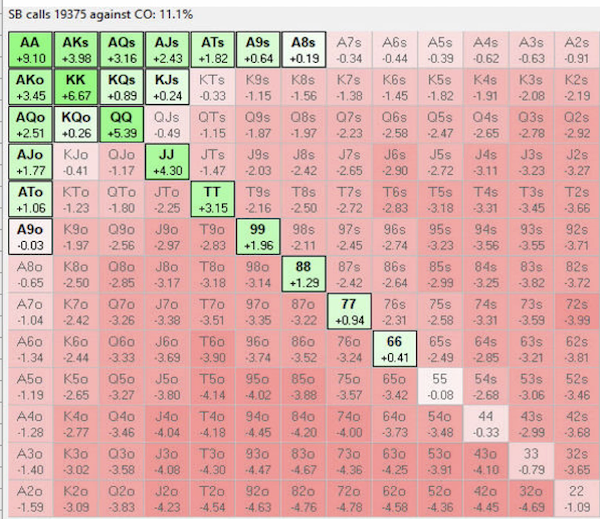 SB calls 19375 against CO: 11.1%
AA AKs AQs AJs ATs A9s A8s A7s A6s A5s A4s A3s A2s
+9.10 +3.98 +3.16 +2.43 +1.82 +0.64 +0.19 -0.34 -0.44 -0.39 -0.62 -0.63 -0.91
AKo KK KQs KJs KTs K9s K8s K7s K6s K5s K4s K3s K2s
+3.45 +6.67 +0.89 +0.24 -0.33 -1.15 -1.56 -1.38 -1.45 -1.82 -1.91 -2.08 -2.19
AQo KQo QQ QJs QTs Q9s Q8s Q7s Q6s Q5s Q4s Q3s Q2s
+2.51 +0.26 +5.39 -0.49 -1.15 -1.87 -1.97 -2.23 -2.58 -2.47 -2.65 -2.78 -2.92
AJo KJo QJo JJ JTs J9s J8s J7s J6s J5s J4s J3s J2s
+1.77 -0.41 -1.17 +4.30 -1.47 -2.03 -2.42 -2.65 -2.90 -2.72 -3.11 -3.23 -3.27
ATo KTo QTo JTo TT T9s T8s T7s T6s T5s T4s T3s T2s
+1.06 -1.23 -1.80 -2.25 +3.15 -2.16 -2.50 -2.72 -2.83 -3.18 -3.31 -3.45 -3.66
A9o K9o Q9o J9o T9o 99 98s 97s 96s 95s 94s 93s 92s
-0.03 -1.97 -2.56 -2.97 -2.83 +1.96 -2.11 -2.45 -2.74 -3.23 -3.56 -3.55 -3.71
A8o K8o Q8o J8o T8o 98o 88 87s 86s 85s 84s 83s 82s
-0.65 -2.50 -2.85 -3.17 -3.18 -3.14 +1.29 -2.42 -2.64 -2.99 -3.25 -3.82 -3.72
A7o K7o Q7o J7o T7o 97o 87o 77 76s 75s 74s 73s 72s
-1.04 -2.42 -3.26 -3.38 -3.51 -3.35 -3.22 +0.94 -2.31 -2.58 -3.31 -3.59 -3.99
A6o K6o Q6o J6o T6o 96o 86o 76o 66 65s 64s 63s 62s
-1.34 -2.44 -3.33 -3.69 -3.90 -3.74 -3.52 -3.24 +0.41 -2.49 -2.85 -3.21 -3.81
A5o K5o Q5o J5o T5o 95o 85o 75o 65o 55 54s 53s 52s
-1.19 -2.65 -3.27 -3.80 -4.14 -4.02 -3.88 -3.57 -3.42 -0.08 -2.68 -3.06 -3.46
A4o K4o Q4o J4o T4o 94o 84o 74o 64o 54o 44 43s 42s
-1.28 -2.77 -3.46 -4.04 -4.18 -4.45 -4.20 -4.00 -3.73 -3.48 -0.33 -2.99 -3.68
A3o K3o Q3o J3o T3o 93o 83o 73o 63o 53o 43o 33 32s
-1.40 -3.02 -3.58 -4.08 -4.30 -4.47 -4.67 -4.36 -4.25 -3.91 -4.10 -0.79 -3.65
A2o K2o Q2o J2o T2o 92o 82o 72o 62o 52o 42o 32o 22
-1.59 -3.09 -3.83 -4.23 -4.54 -4.63 -4.76 -4.78 -4.58 -4.36 -4.45 -4.69 -1.09